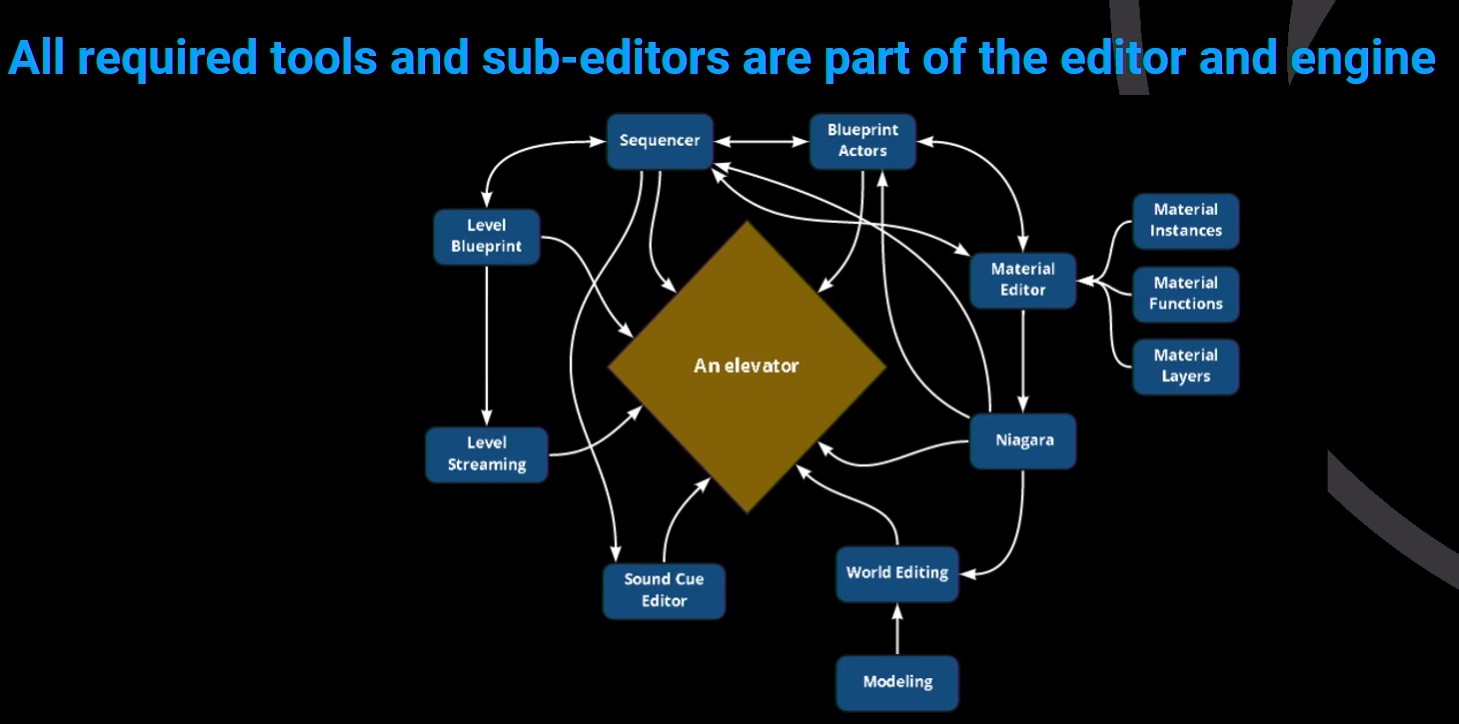 All required tools and sub-editors are part of the editor and engine
Sequencer
Blueprint
Actors
Level
Blueprint
Material
Instances
Material
Editor
Material
Functions
Material
Layers
An elevator
Level
Streaming
Niagara
Sound Cue
Editor
World Editing
Modeling